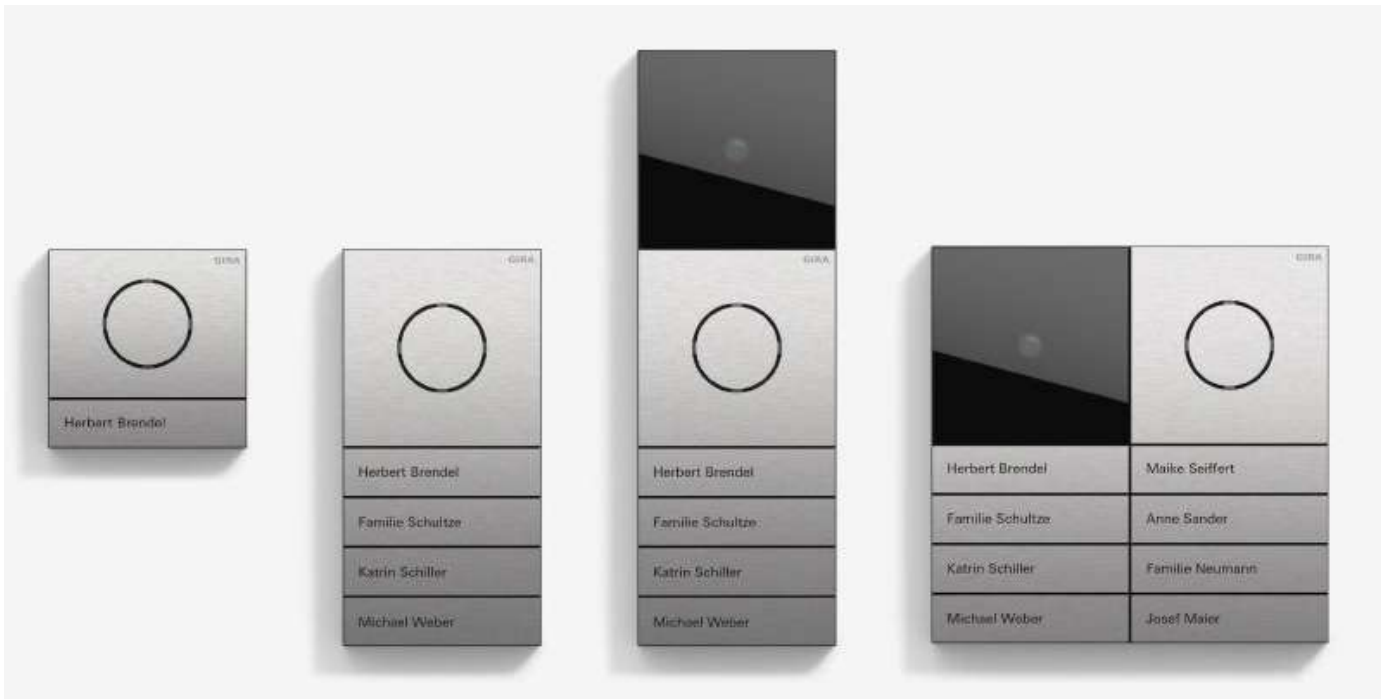 GIRA
Herbert Brendel
GIRA
Herbert Brendel
Familie Schultze
Katrin Schiller
Michael Weber
GIRA
Herbert Brendel
Familie Schultze
Katrin Schiller
Michael Weber
GIRA
Herbert Brendel
Maike Seiffert
Familie Schultze
Anne Sander
Katrin Schiller
Familie Neumann
Michael Weber
Josef Maier